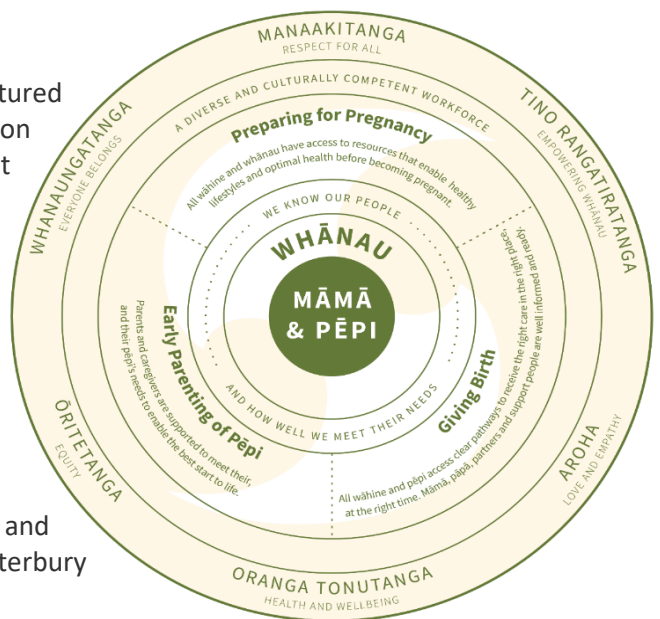 tured
on
t
and
terbury
MANAAKITANGA
RESPECT FOR ALL
TINO RANGATIRATANGA
EMPOWERING WHĀNAU
AROHA
LOVE AND EMPATHY
ORANGA TONUTANGA
HEALTH AND WELLBEING
ŌRITETANGA
EQUITY
WHANAUNGATANGA
EVERYONE BELONGS
A DIVERSE AND CULTURALLY COMPETENT WORKFORCE
Preparing for Pregnancy
All wāhine and whānau have access to resources that enable healthy
lifestyles and optimal health before becoming pregnant.
Giving Birth
All wāhine and pēpi access clear pathways to receive the right care in the right place,
at the right time. Māmā, pāpā, partners and support people are well informed and ready.
Early Parenting of Pēpi
Parents and caregivers are supported to meet their,
and their pēpi's needs to enable the best start to life.
WE KNOW OUR PEOPLE
AND HOW WELL WE MEET THEIR NEEDS
WHĀNAU
MĀMĀ
& PĒPI